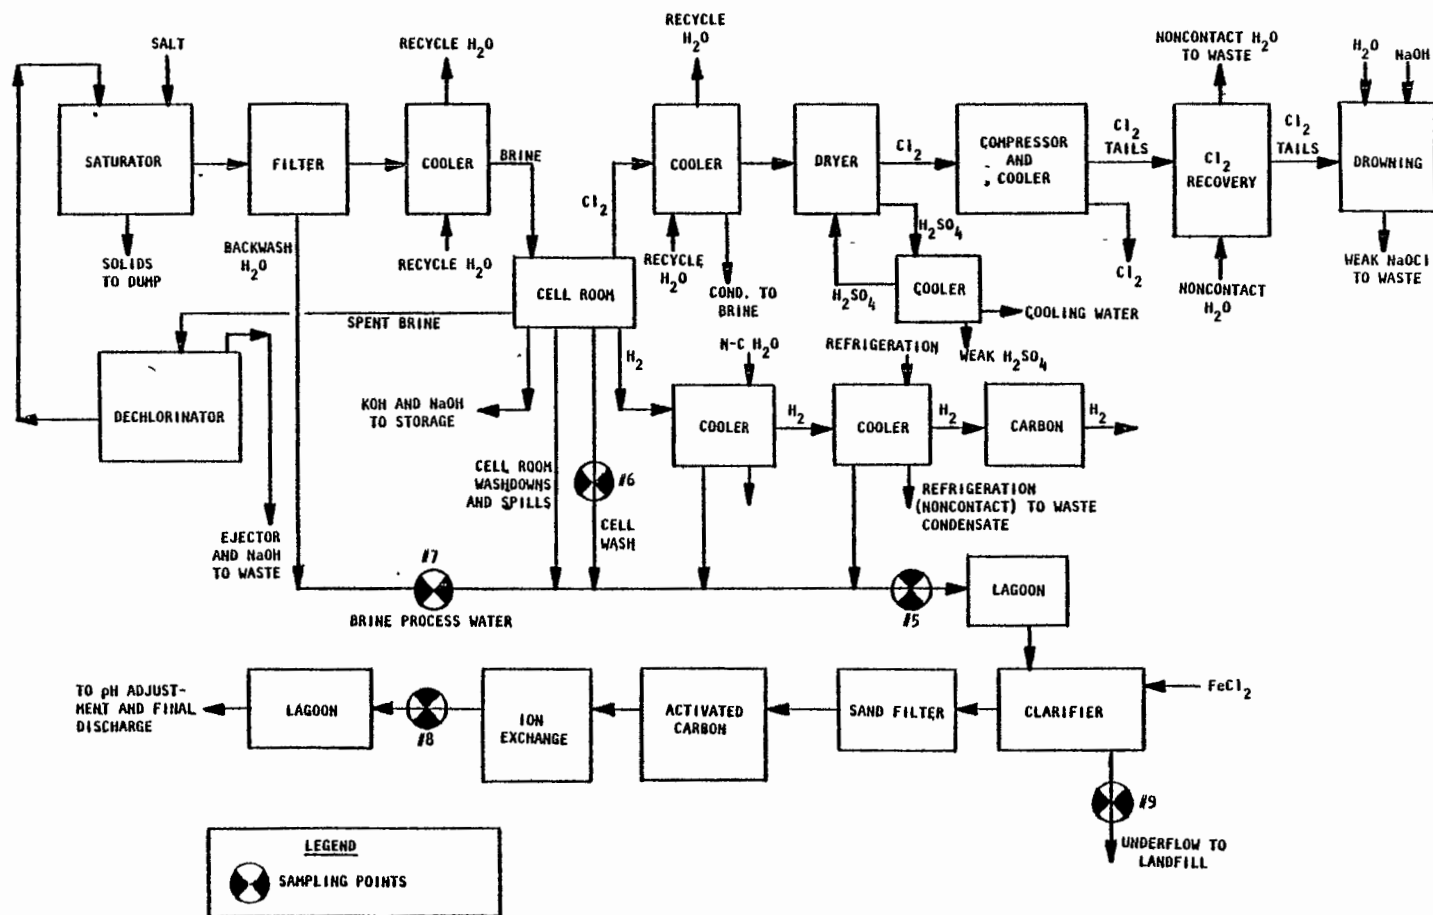 SALT
RECYCLE H₂O
RECYCLE
H₂O
NONCONTACT H₂O
TO WASTE
H₂O
NaOH
SATURATOR
FILTER
COOLER
BRINE
Cl₂
COOLER
DRYER
Cl₂
COMPRESSOR
AND
COOLER
Cl₂
TAILS
Cl₂
RECOVERY
Cl₂
TAILS
DROWNING
SOLIDS
TO DUMP
BACKWASH
H₂O
RECYCLE H₂O
CELL ROOM
RECYCLE
H₂O
COND. TO
BRINE
H₂SO₄
H₂SO₄
COOLER
COOLING WATER
WEAK H₂SO₄
Cl₂
NONCONTACT
H₂O
WEAK NaOCl
TO WASTE
SPENT BRINE
DECHLORINATOR
EJECTOR
AND NaOH
TO WASTE
KOH AND NaOH
TO STORAGE
H₂
N-C H₂O
REFRIGERATION
COOLER
H₂
COOLER
H₂
CARBON
H₂
CELL ROOM
WASHDOWNS
AND SPILLS
#6
CELL
WASH
REFRIGERATION
(NONCONTACT) TO WASTE
CONDENSATE
#7
BRINE PROCESS WATER
#5
LAGOON
TO pH ADJUST-
MENT AND FINAL
DISCHARGE
LAGOON
#8
ION
EXCHANGE
ACTIVATED
CARBON
SAND FILTER
CLARIFIER
FeCl₂
#9
UNDERFLOW TO
LANDFILL
LEGEND
SAMPLING POINTS